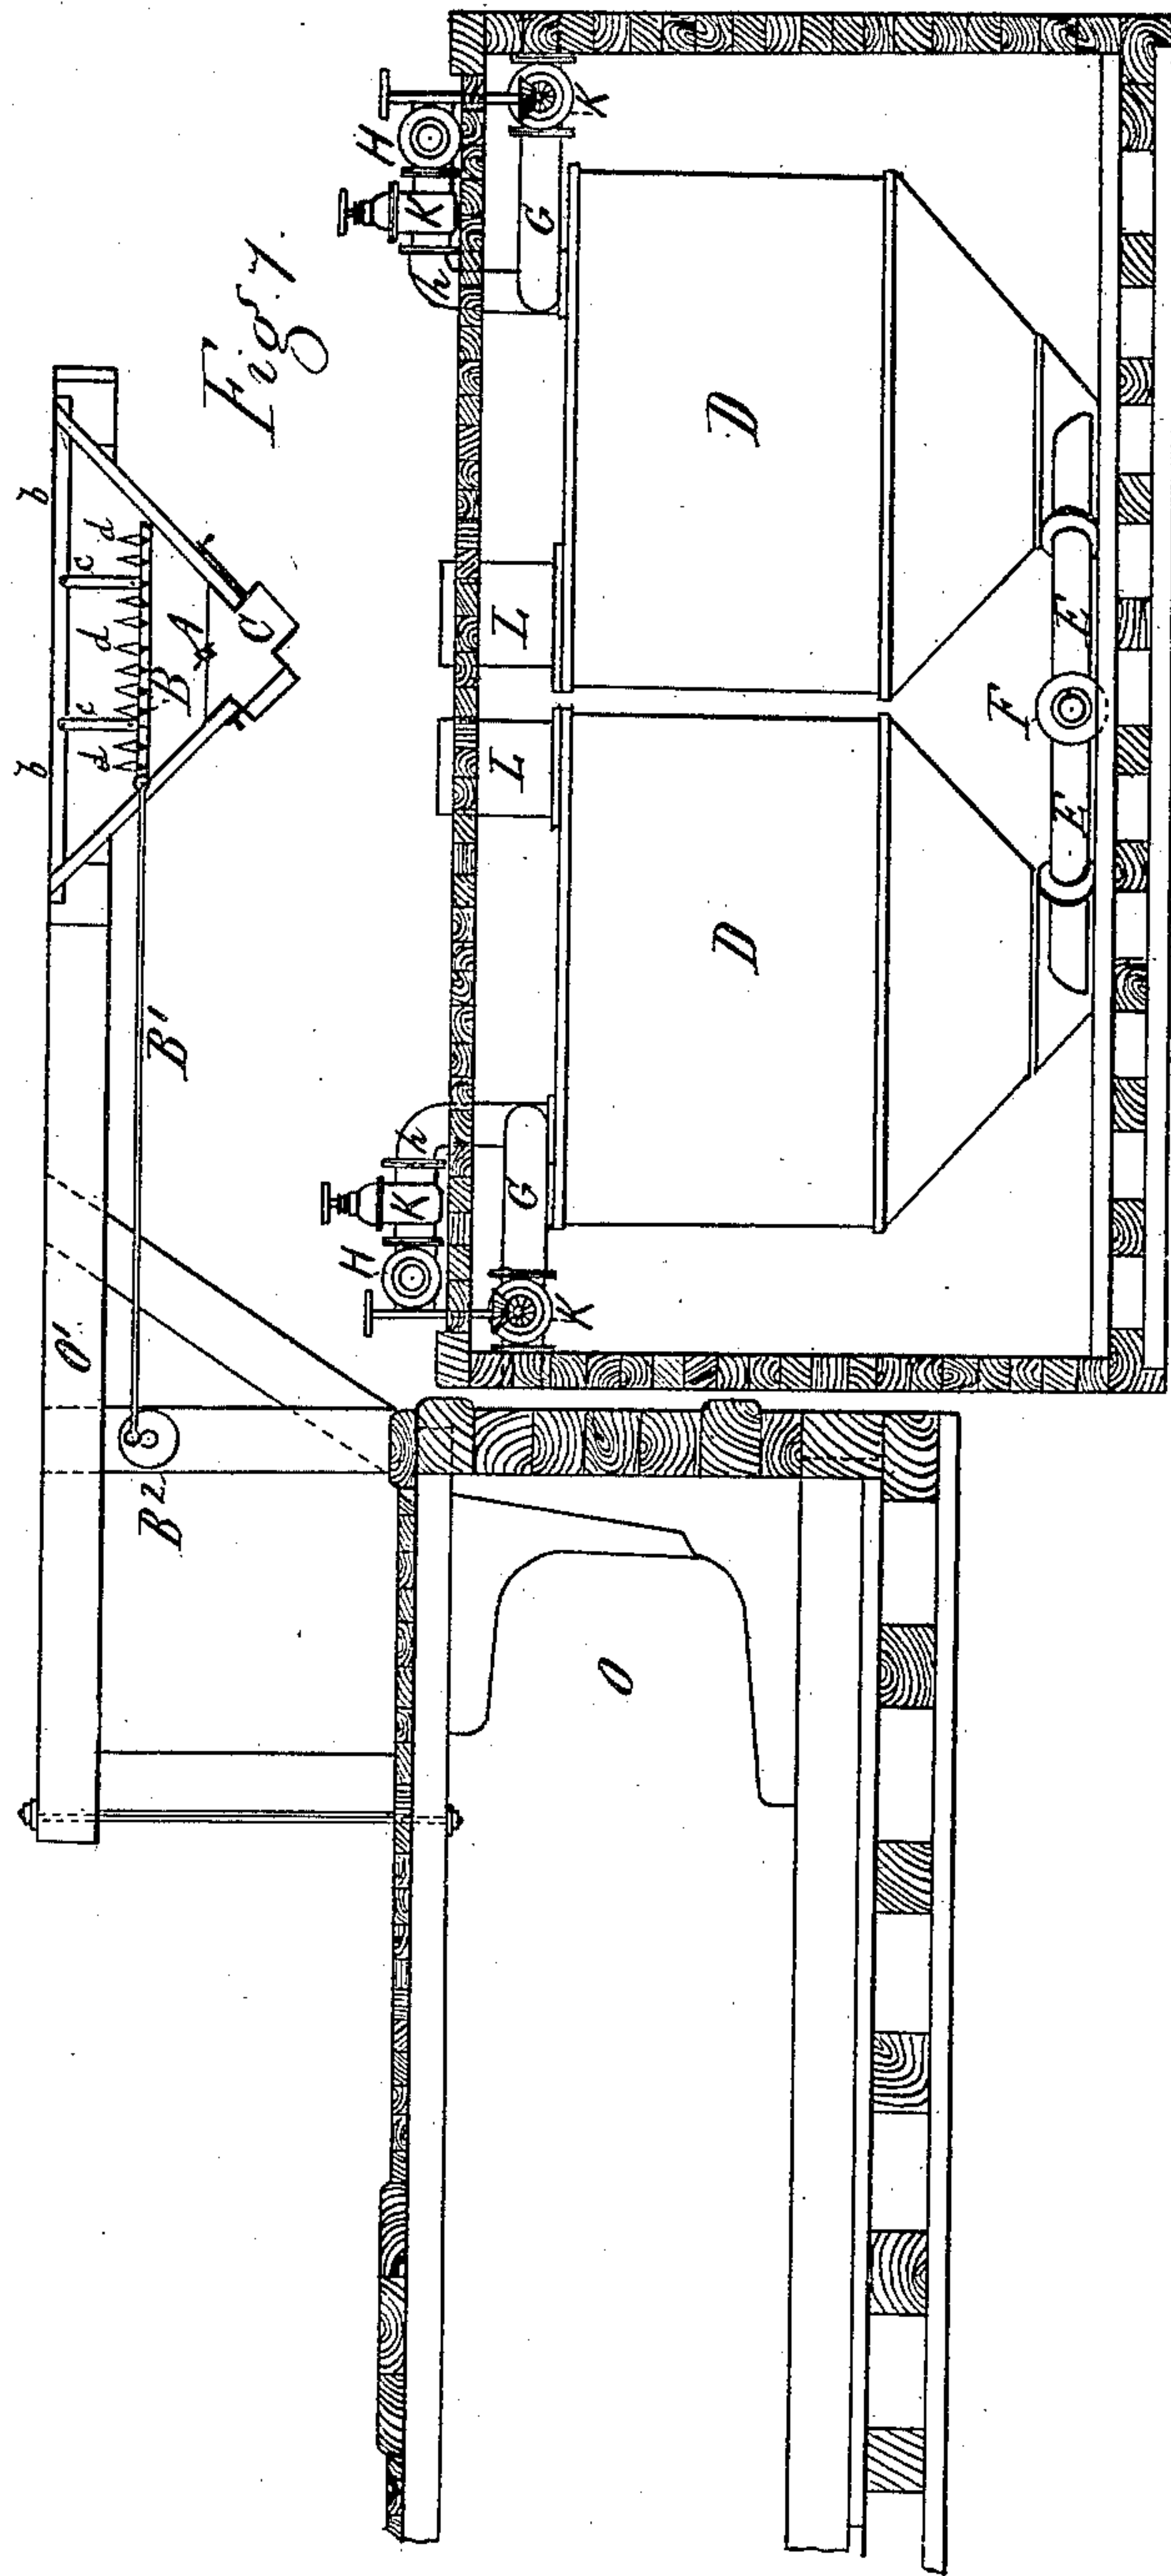 Fig. 1.
b b
c c
d d d
B A
C
O' B' B²
H H
K K
h h
G G
K K
L L
D D
O
F
E E